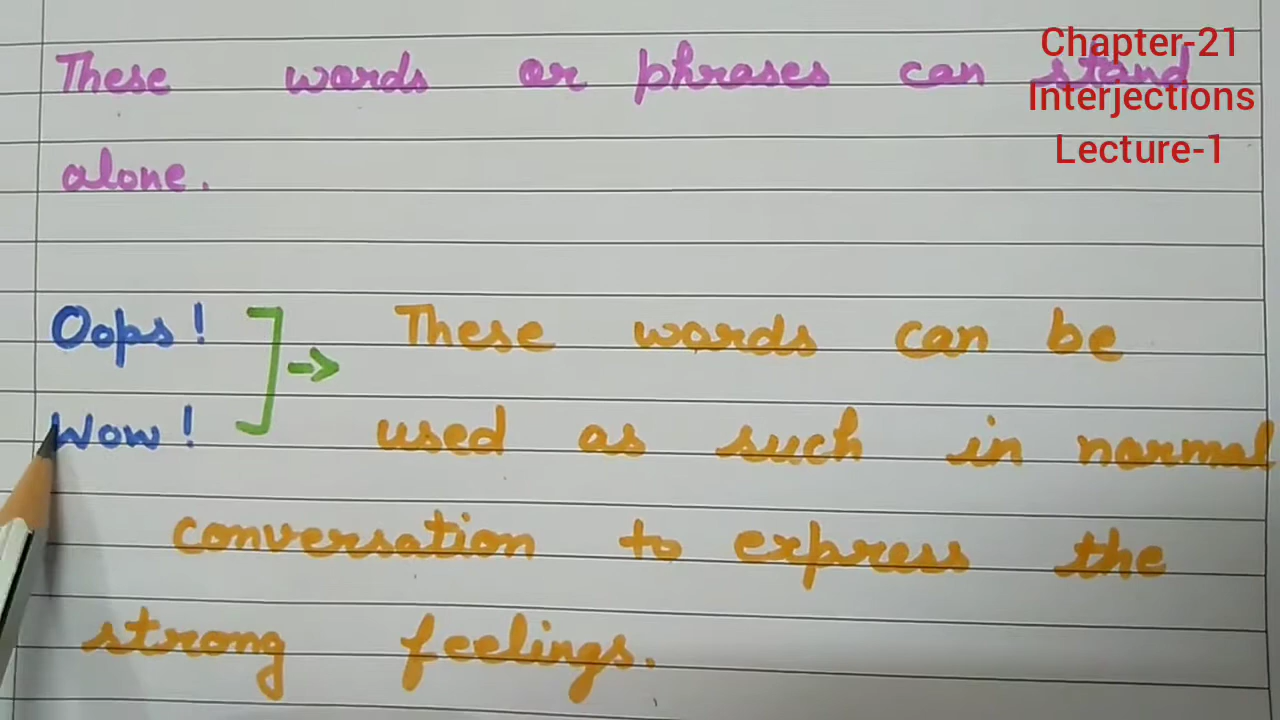 These words or phrases can stand
alone.
Chapter-21
Interjections
Lecture-1
Oops!
Wow!
These words can be
used as such in normal
conversation to express the
strong feelings.